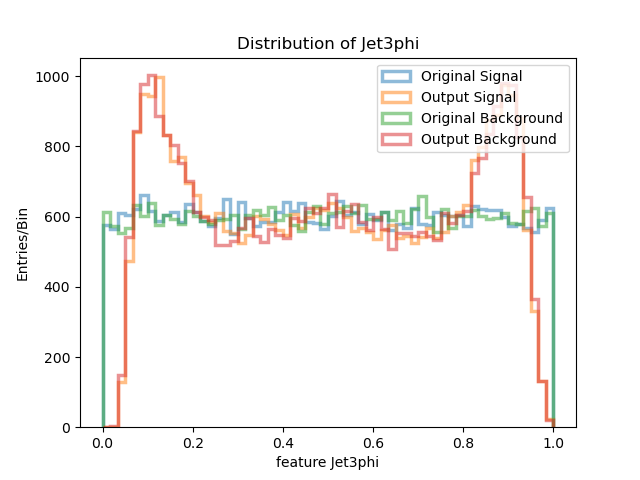 Distribution of Jet3phi
Original Signal
Output Signal
Original Background
Output Background
Entries/Bin
1000
800
600
400
200
0
0.0 0.2 0.4 0.6 0.8 1.0
feature Jet3phi